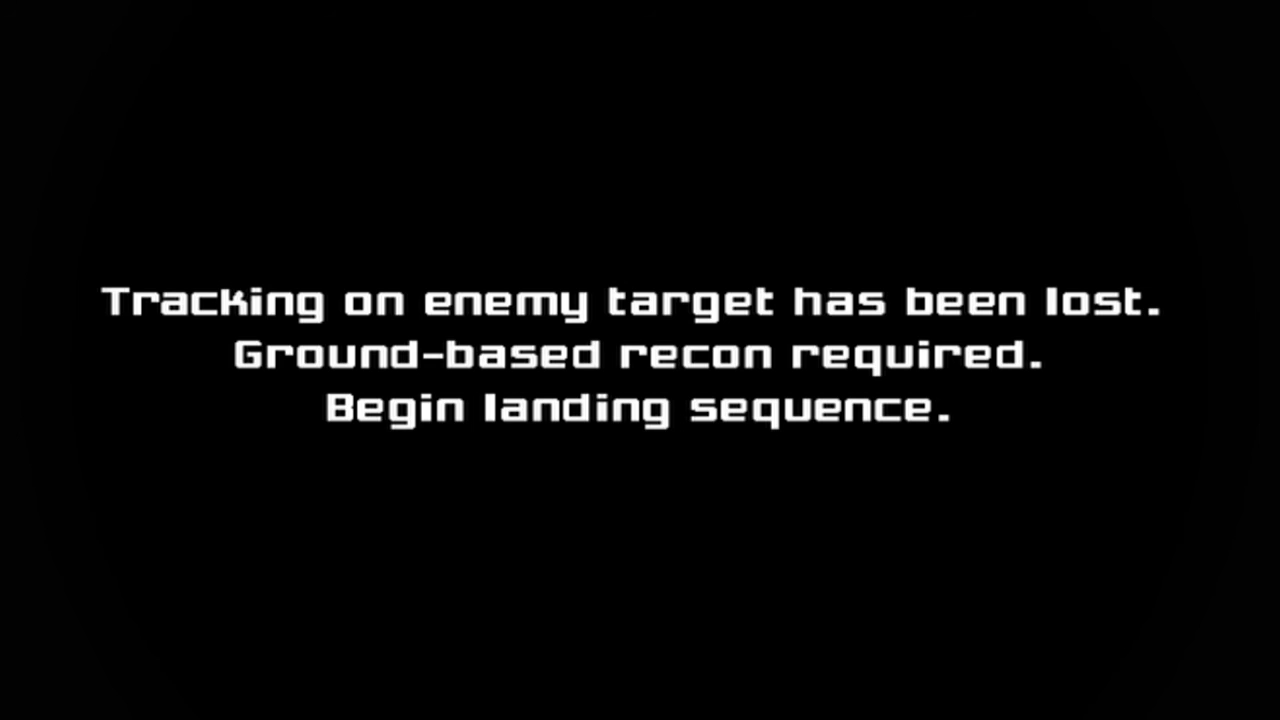 Tracking on enemy target has been lost.
Ground-based recon required.
Begin landing sequence.